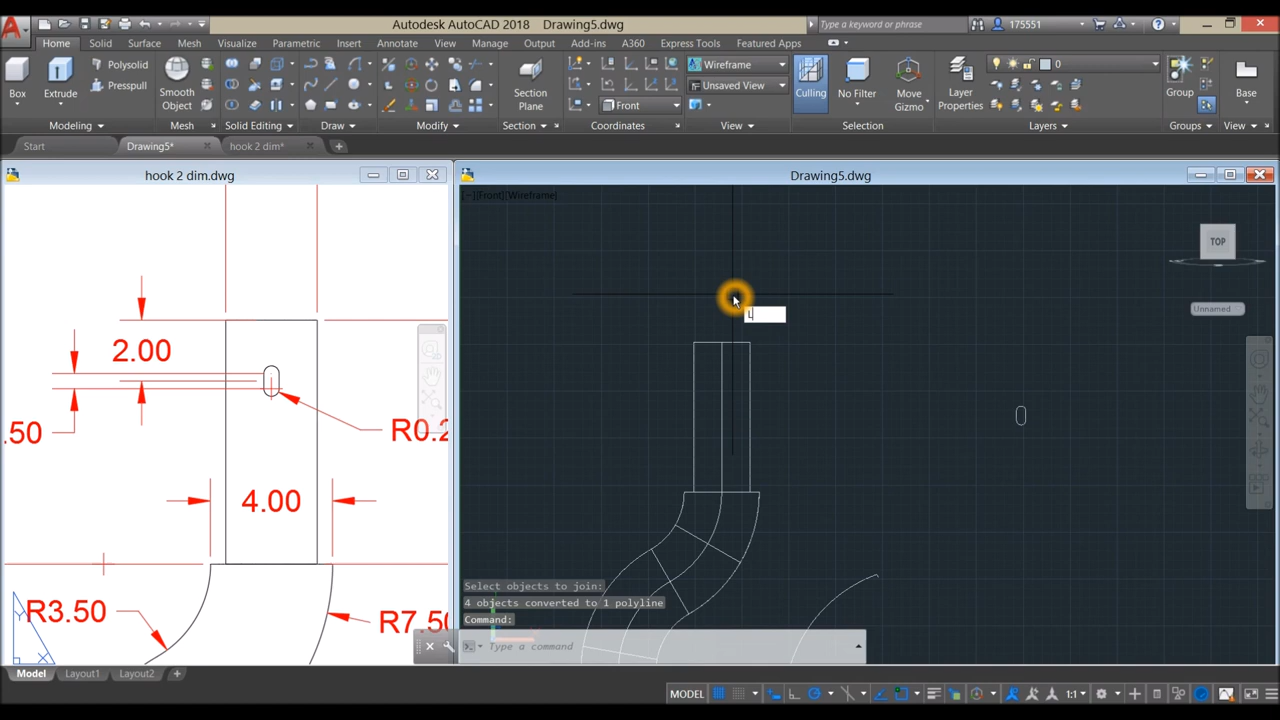 Autodesk AutoCAD 2018 Drawing5.dwg
Type a keyword or phrase
175551
Home Solid Surface Mesh Visualize Parametric Insert Annotate View Manage Output Add-ins A360 Express Tools Featured Apps
Box
Extrude
Polysolid
Presspull
Smooth Object
Section Plane
Front
Wireframe
Unsaved View
Culling
No Filter
Move Gizmo
Layer Properties
0
Group
Base
Modeling Mesh Solid Editing Draw Modify Section Coordinates View Selection Layers Groups View
Start Drawing5* hook 2 dim*
hook 2 dim.dwg
Drawing5.dwg
[−][Front][Wireframe]
TOP
Unnamed
L
2.00
.50
R0.2
4.00
R3.50
R7.50
Y
X
Select objects to join:
4 objects converted to 1 polyline
Command:
Type a command
Model Layout1 Layout2
MODEL
1:1